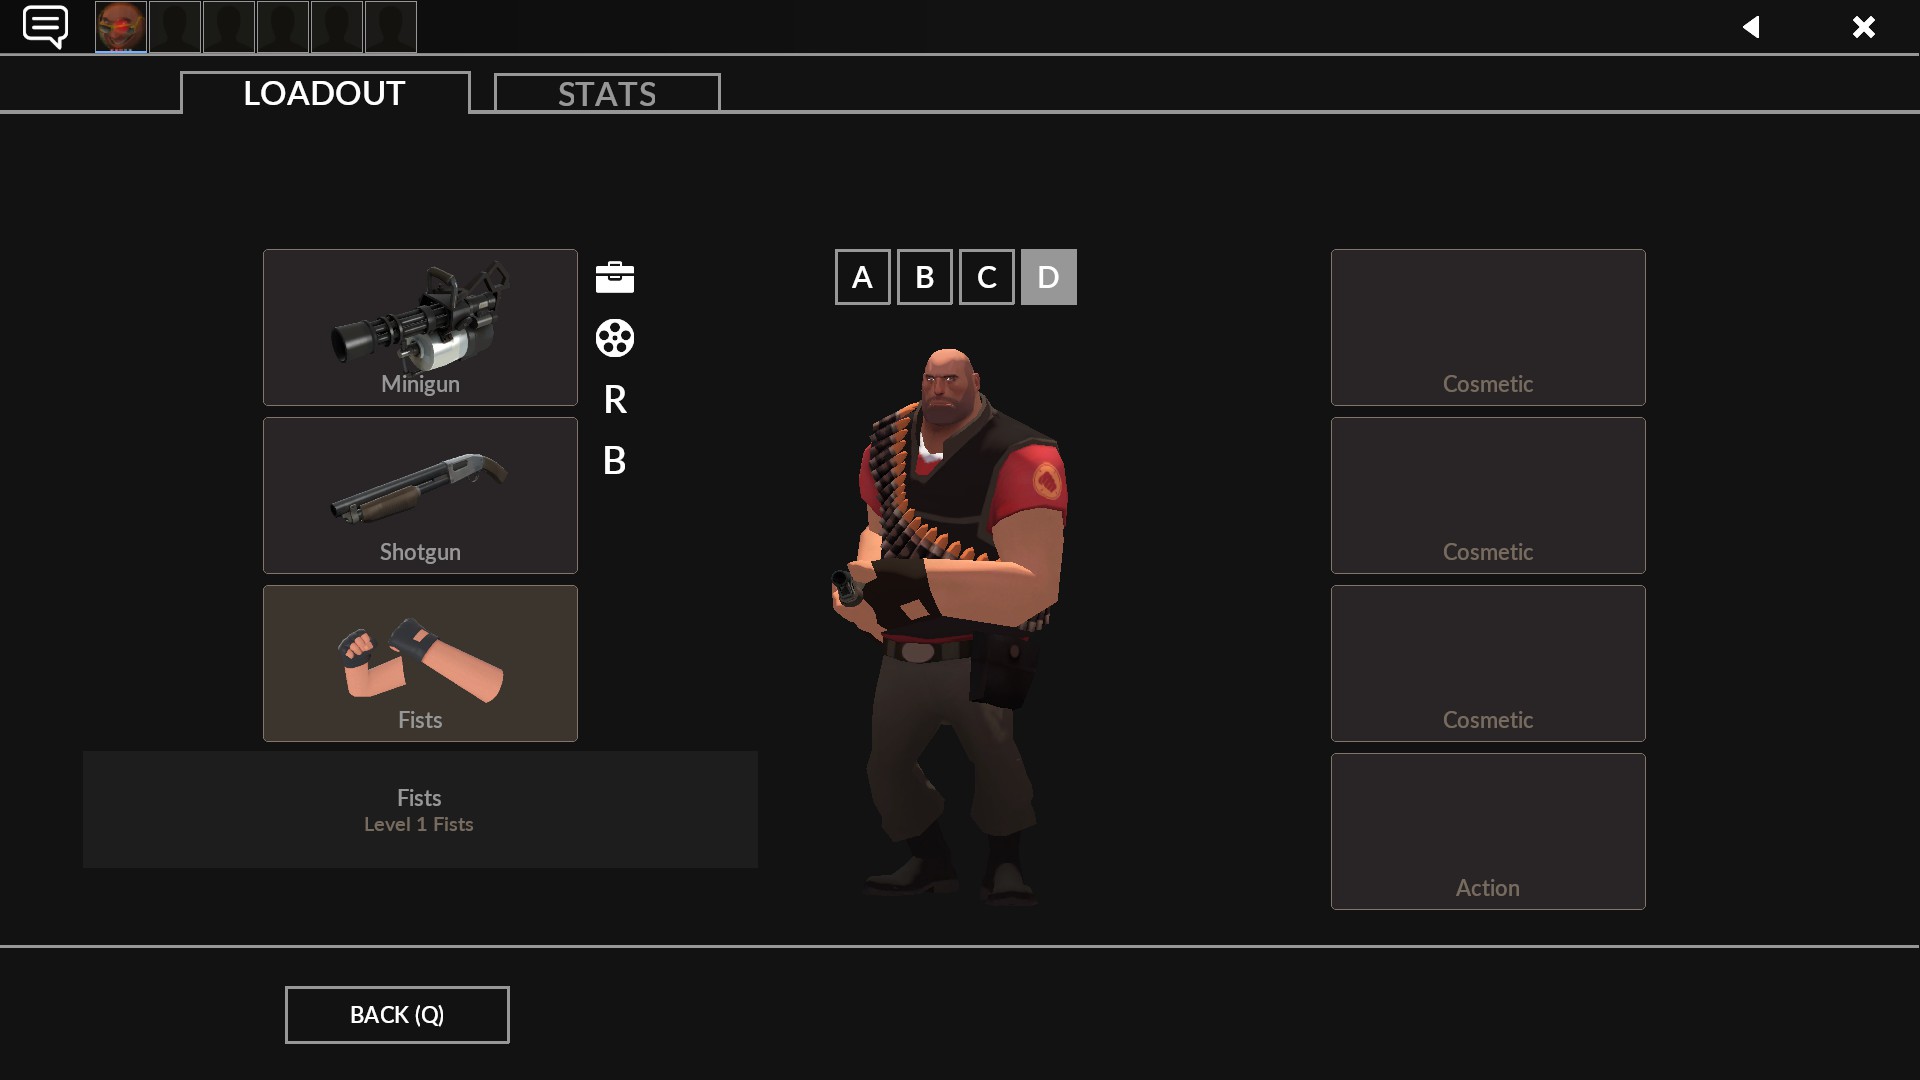 LOADOUT
STATS
Minigun
Shotgun
Fists
R
B
A B C D
Cosmetic
Cosmetic
Cosmetic
Action
Fists
Level 1 Fists
BACK (Q)